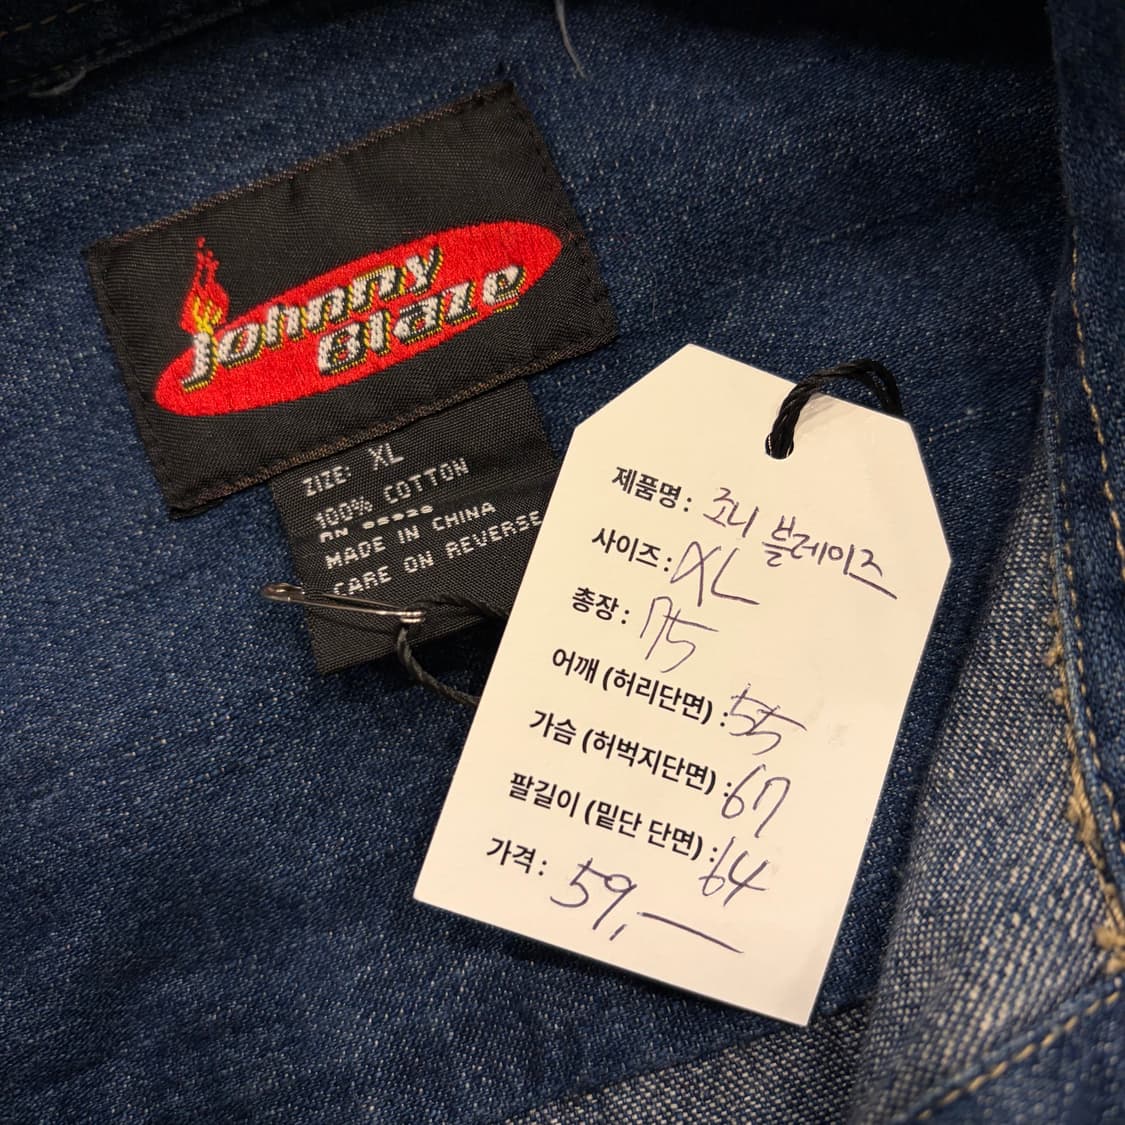 Johnny
Blaze
SIZE: XL
100% COTTON
MADE IN CHINA
CARE ON REVERSE
제품명: 조니 블레이즈
사이즈: XL
총장: 75
어깨 (허리단면) : 55
가슴 (허벅지단면) : 67
팔길이 (밑단 단면) : 64
가격: 59,—